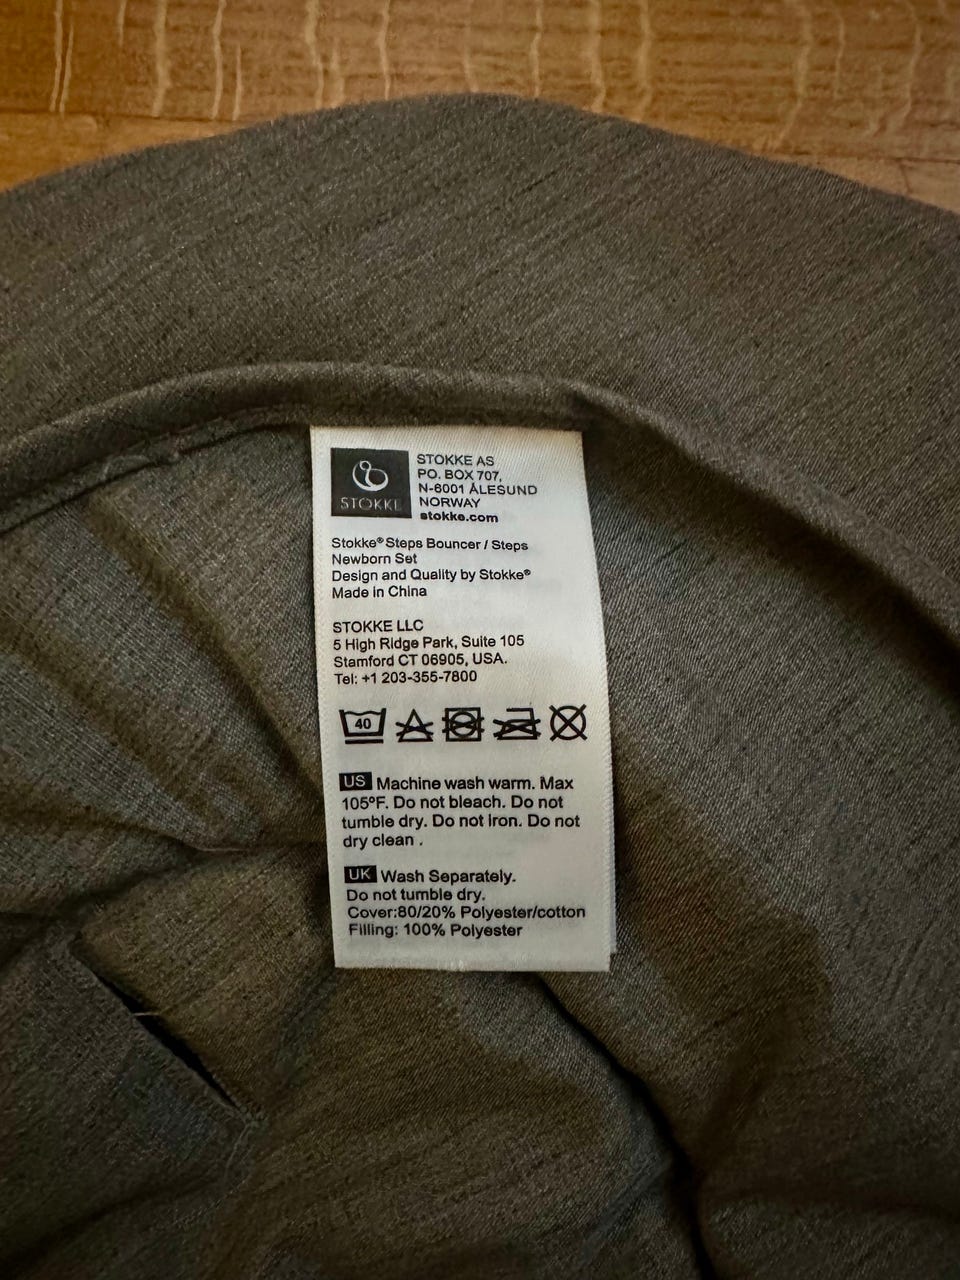 STOKKE
STOKKE AS
PO. BOX 707,
N-6001 ÅLESUND
NORWAY
stokke.com
Stokke® Steps Bouncer / Steps
Newborn Set
Design and Quality by Stokke®
Made in China
STOKKE LLC
5 High Ridge Park, Suite 105
Stamford CT 06905, USA.
Tel: +1 203-355-7800
40
US Machine wash warm. Max
105ºF. Do not bleach. Do not
tumble dry. Do not iron. Do not
dry clean .
UK Wash Separately.
Do not tumble dry.
Cover:80/20% Polyester/cotton
Filling: 100% Polyester